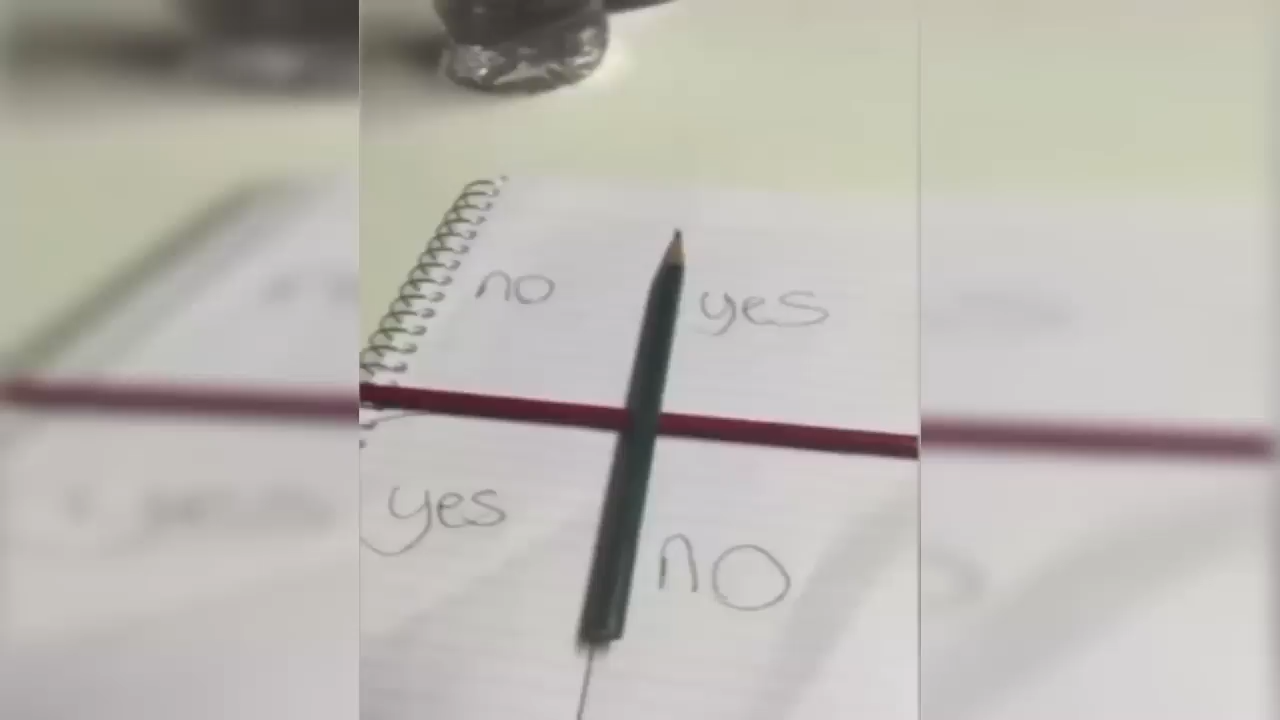 no yes
yes no